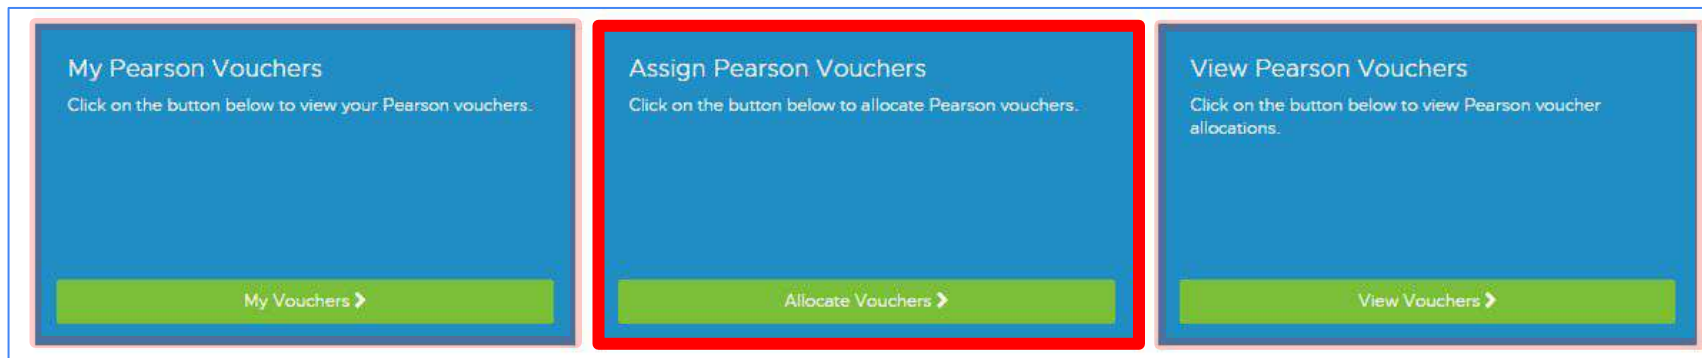 My Pearson Vouchers
Click on the button below to view your Pearson vouchers.
My Vouchers
Assign Pearson Vouchers
Click on the button below to allocate Pearson vouchers.
Allocate Vouchers
View Pearson Vouchers
Click on the button below to view Pearson voucher
allocations.
View Vouchers